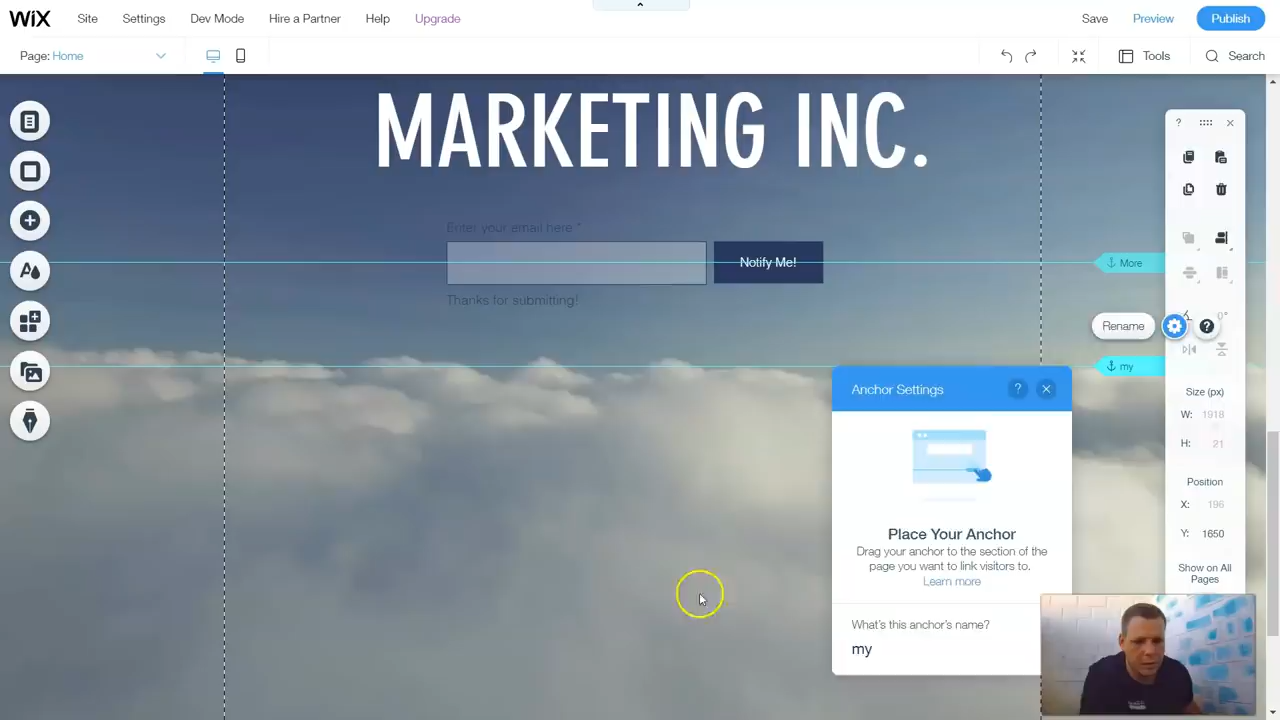 WiX
Site
Settings
Dev Mode
Hire a Partner
Help
Upgrade
Save
Preview
Publish
Page: Home
Tools
Search
MARKETING INC.
Enter your email here *
Notify Me!
Thanks for submitting!
More
Rename
my
0°
Size (px)
W: 1918
H: 21
Position
X: 196
Y: 1650
Show on All
Pages
Anchor Settings
Place Your Anchor
Drag your anchor to the section of the
page you want to link visitors to.
Learn more
What's this anchor's name?
my